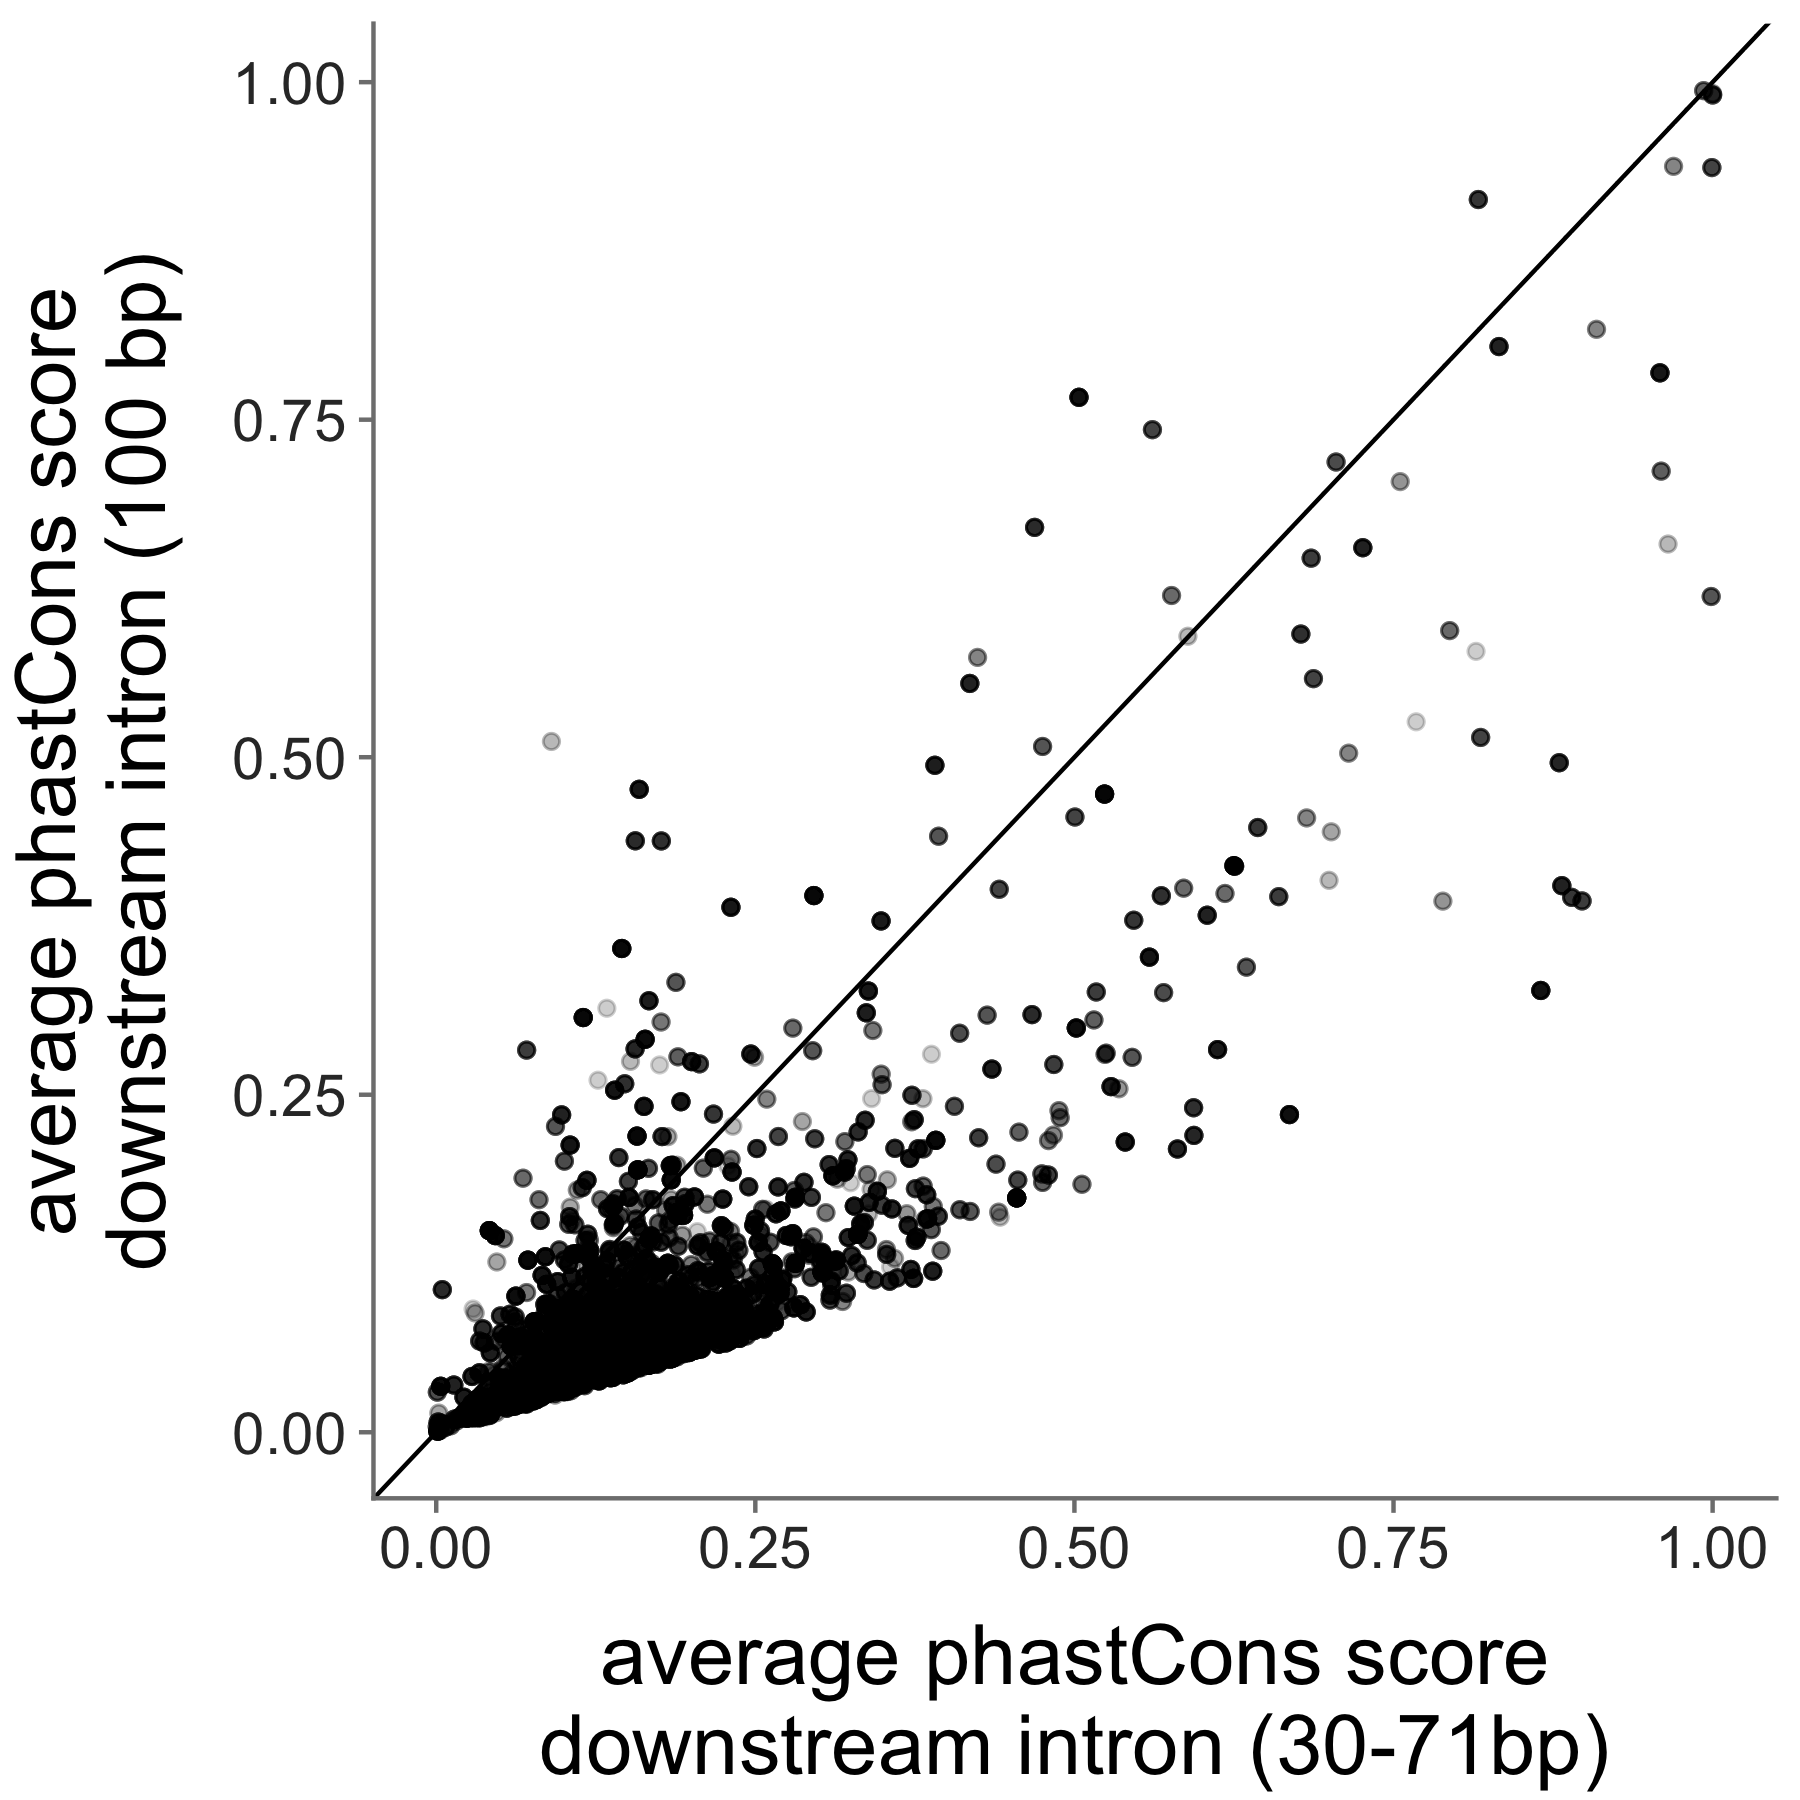 average phastCons score
downstream intron (100 bp)
1.00
0.75
0.50
0.25
0.00
0.00 0.25 0.50 0.75 1.00
average phastCons score
downstream intron (30-71bp)